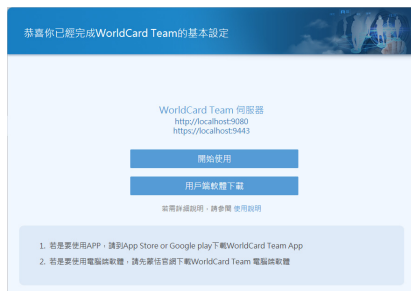 恭喜你已經完成WorldCard Team的基本設定
WorldCard Team 伺服器
http://localhost:9080
https://localhost:9443
開始使用
用戶端軟體下載
若需詳細說明，請參閱 使用說明
1. 若是要使用APP，請到App Store or Google play下載WorldCard Team App
2. 若是要使用電腦端軟體，請先蒙恬官網下載WorldCard Team 電腦端軟體